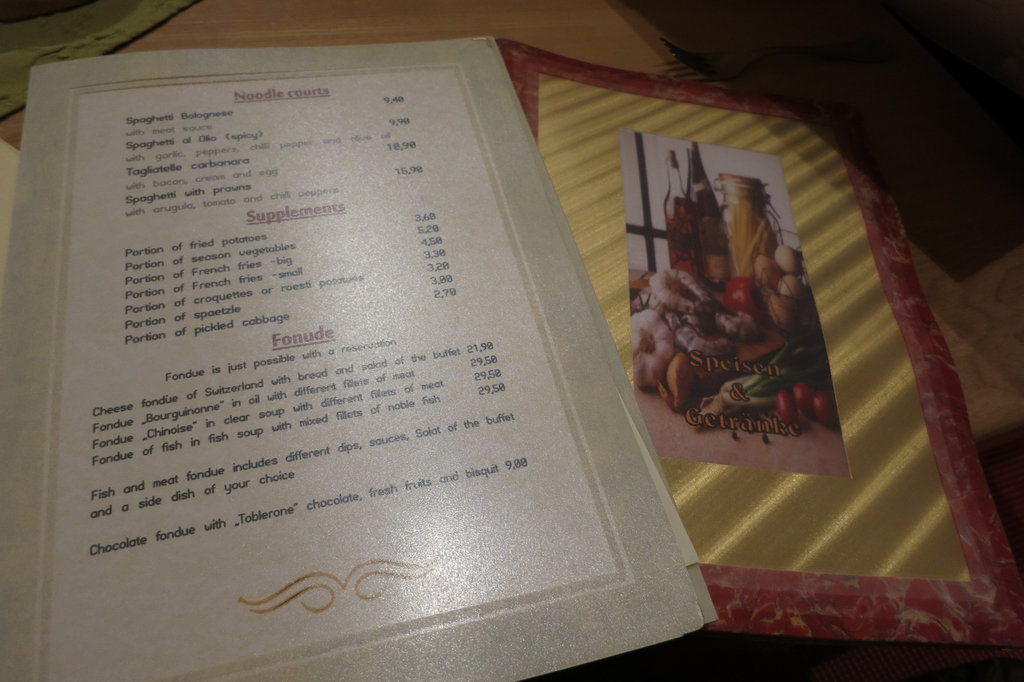 Noodle courts
Spaghetti Bolognese 9,40
with meat sauce
Spaghetti al Olio (spicy) 9,90
with garlic, peppers, chili pepper and olive oil
Tagliatelle carbonara 10,90
with bacon, cream and egg
Spaghetti with prawns 15,90
with arugula, tomato and chili peppers
Supplements
Portion of fried potatoes 3,60
Portion of season vegetables 5,20
Portion of French fries -big 4,50
Portion of French fries -small 3,30
Portion of croquettes or roesti potatoes 3,20
Portion of spaetzle 3,00
Portion of pickled cabbage 2,70
Fonude
Fondue is just possible with a reservation
Cheese fondue of Switzerland with bread and salad of the buffet 21,90
Fondue „Bourguinonne“ in oil with different fillets of meat 29,50
Fondue „Chinoise“ in clear soup with different fillets of meat 29,50
Fondue of fish in fish soup with mixed fillets of noble fish 29,50
Fish and meat fondue includes different dips, sauces, Salat of the buffet
and a side dish of your choice
Chocolate fondue with „Toblerone“ chocolate, fresh fruits and bisquit 9,00
Speisen
&
Getränke